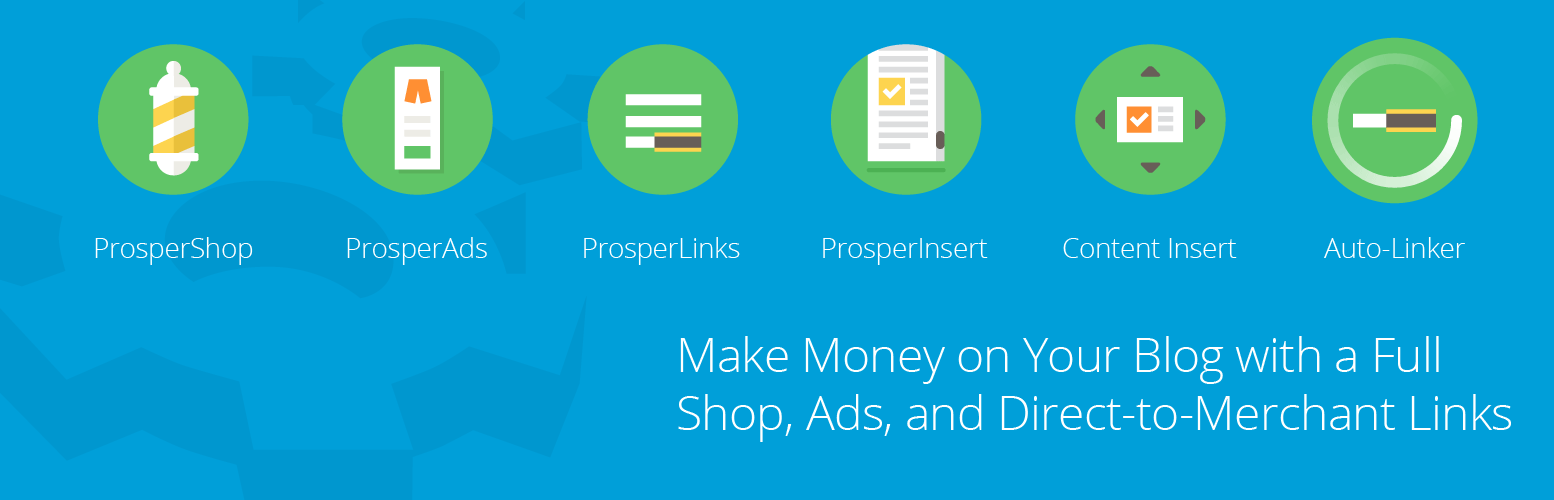 ProsperShop ProsperAds ProsperLinks ProsperInsert Content Insert Auto-Linker
Make Money on Your Blog with a Full
Shop, Ads, and Direct-to-Merchant Links